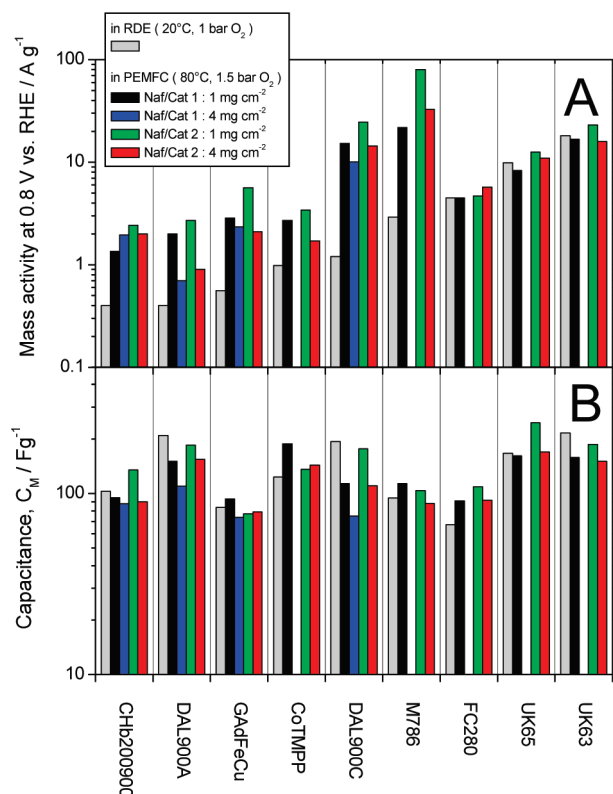 in RDE ( 20°C, 1 bar O₂ )
in PEMFC ( 80°C, 1.5 bar O₂ )
Naf/Cat 1 : 1 mg cm⁻²
Naf/Cat 1 : 4 mg cm⁻²
Naf/Cat 2 : 1 mg cm⁻²
Naf/Cat 2 : 4 mg cm⁻²
A
Mass activity at 0.8 V vs. RHE / A g⁻¹
100
10
1
0.1
B
Capacitance, C_M / Fg⁻¹
100
10
CHb200900
DAL900A
GAdFeCu
CoTMPP
DAL900C
M786
FC280
UK65
UK63